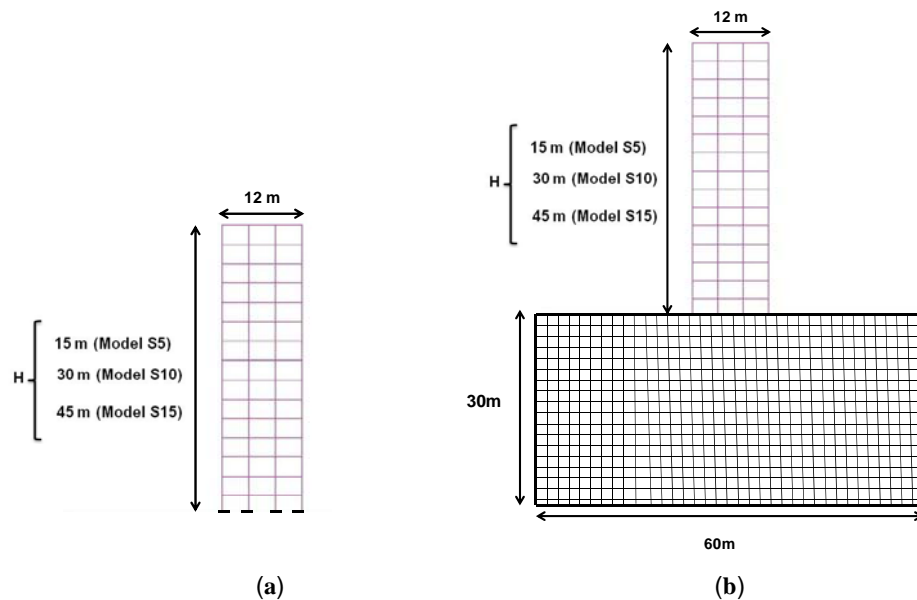 12 m
H
15 m (Model S5)
30 m (Model S10)
45 m (Model S15)
(a)
12 m
H
15 m (Model S5)
30 m (Model S10)
45 m (Model S15)
30m
60m
(b)